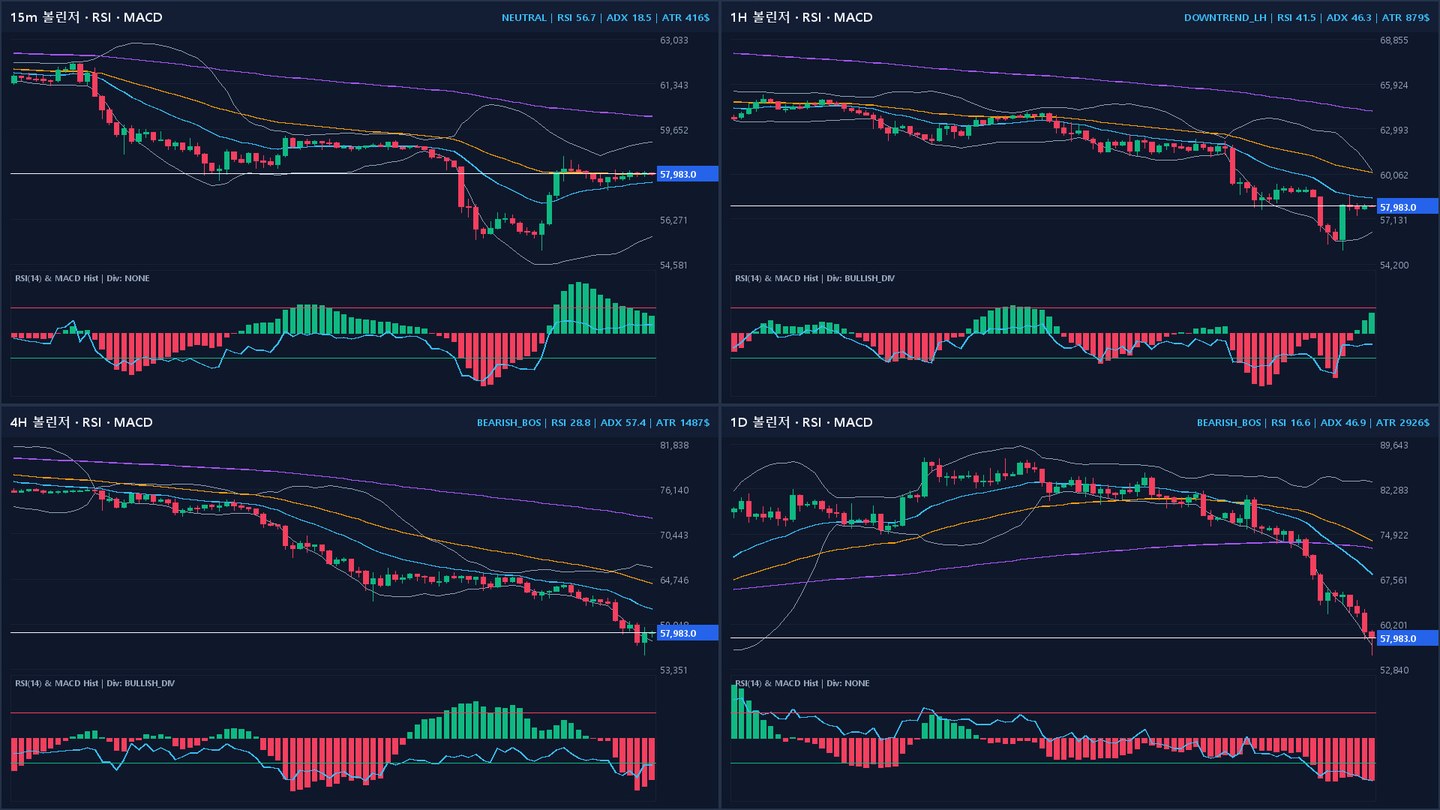 15m 볼린저 · RSI · MACD
NEUTRAL | RSI 56.7 | ADX 18.5 | ATR 416$
63,033
61,343
59,652
57,983.0
56,271
54,581
RSI(14) & MACD Hist | Div: NONE
1H 볼린저 · RSI · MACD
DOWNTREND_LH | RSI 41.5 | ADX 46.3 | ATR 879$
68,855
65,924
62,993
60,062
57,983.0
57,131
54,200
RSI(14) & MACD Hist | Div: BULLISH_DIV
4H 볼린저 · RSI · MACD
BEARISH_BOS | RSI 28.8 | ADX 57.4 | ATR 1487$
81,838
76,140
70,443
64,746
57,983.0
53,351
RSI(14) & MACD Hist | Div: BULLISH_DIV
1D 볼린저 · RSI · MACD
BEARISH_BOS | RSI 16.6 | ADX 46.9 | ATR 2926$
89,643
82,283
74,922
67,561
60,201
57,983.0
52,840
RSI(14) & MACD Hist | Div: NONE